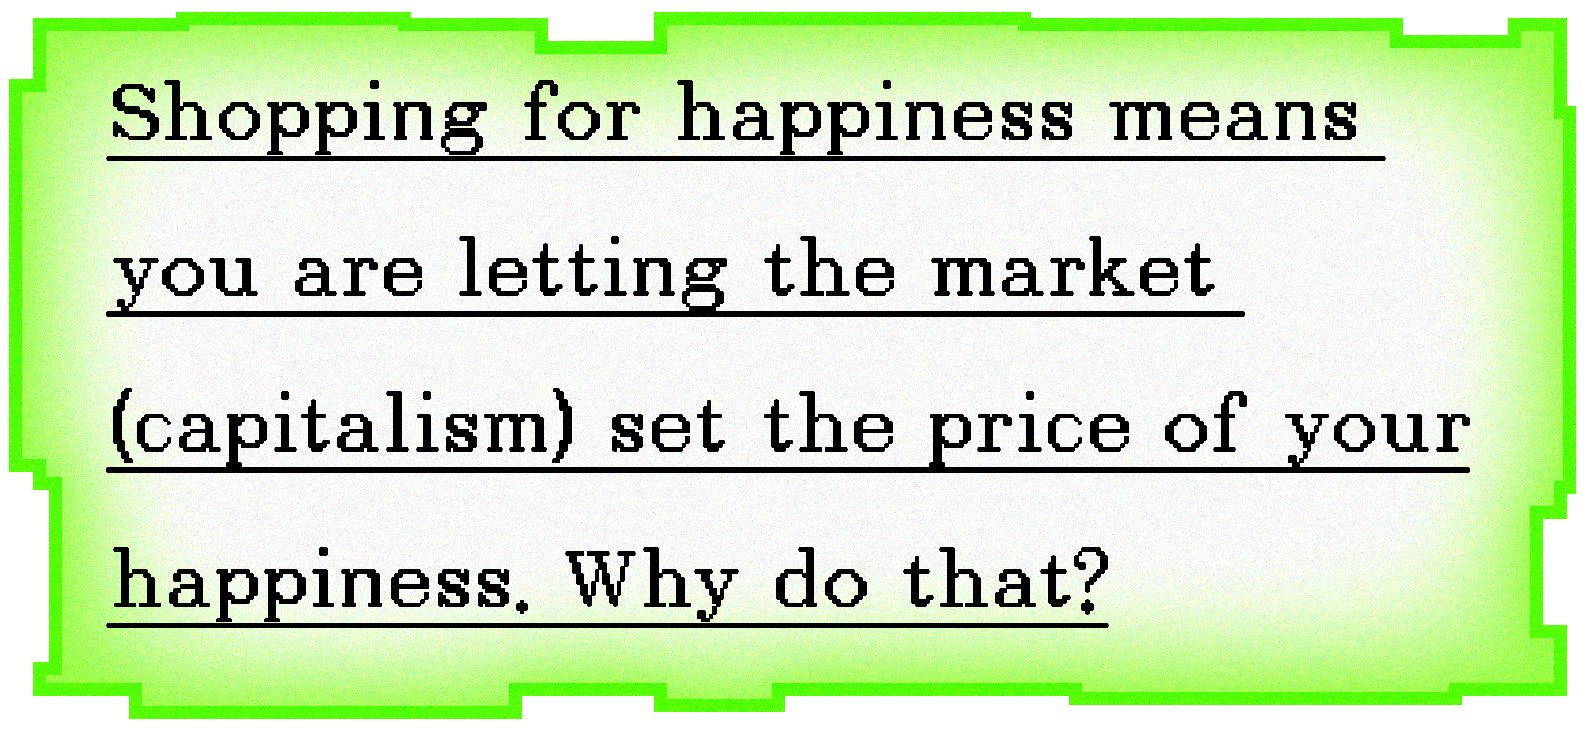 Shopping for happiness means
you are letting the market
(capitalism) set the price of your
happiness. Why do that?